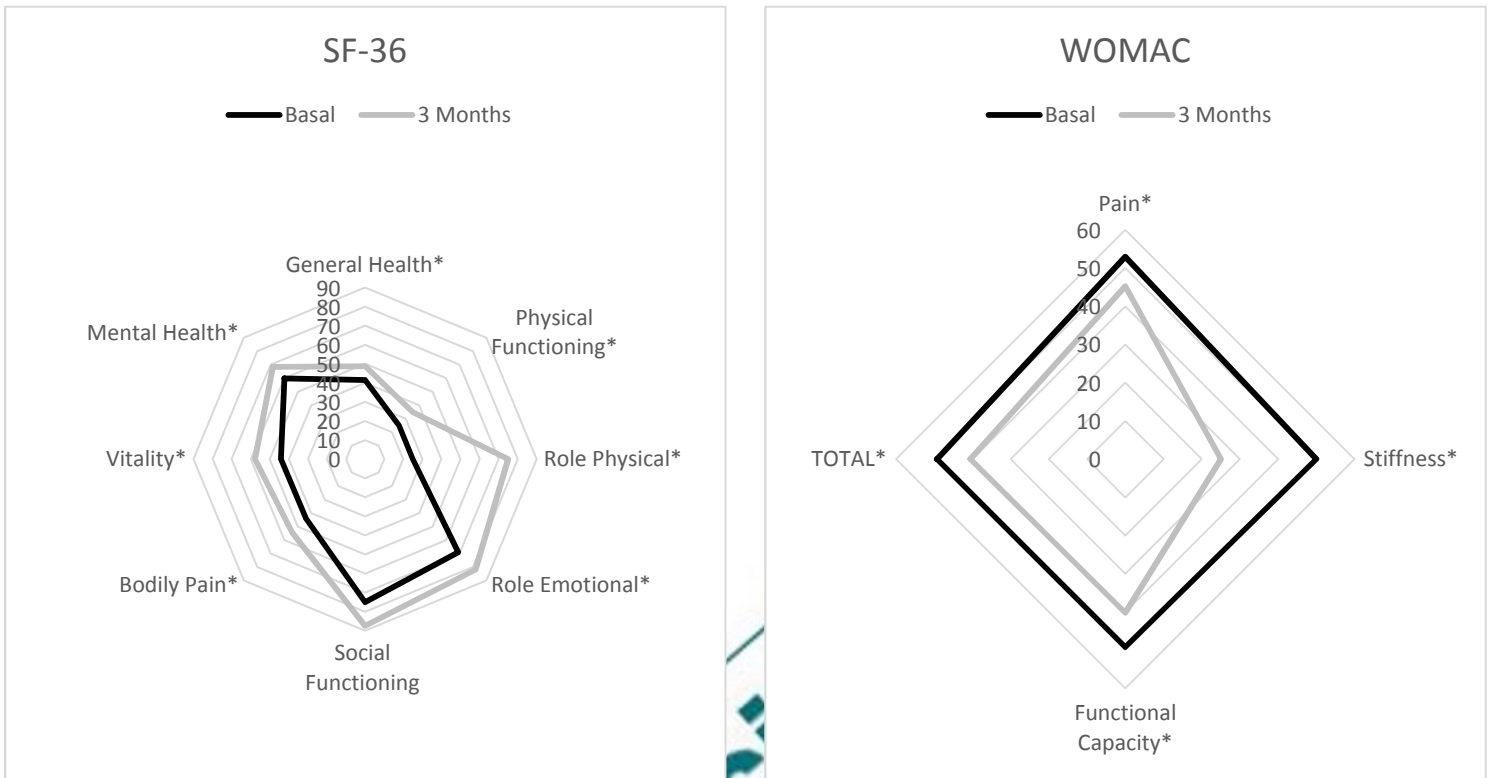 SF-36
Basal 3 Months
General Health*
Physical
Functioning*
Role Physical*
Role Emotional*
Social
Functioning
Bodily Pain*
Vitality*
Mental Health*
90
80
70
60
50
40
30
20
10
0
WOMAC
Basal 3 Months
Pain*
Stiffness*
Functional
Capacity*
TOTAL*
60
50
40
30
20
10
0